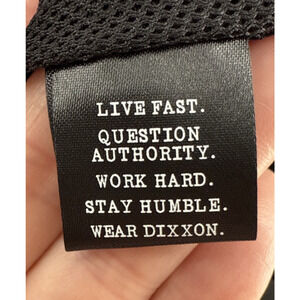 LIVE FAST.
QUESTION
AUTHORITY.
WORK HARD.
STAY HUMBLE.
WEAR DIXXON.